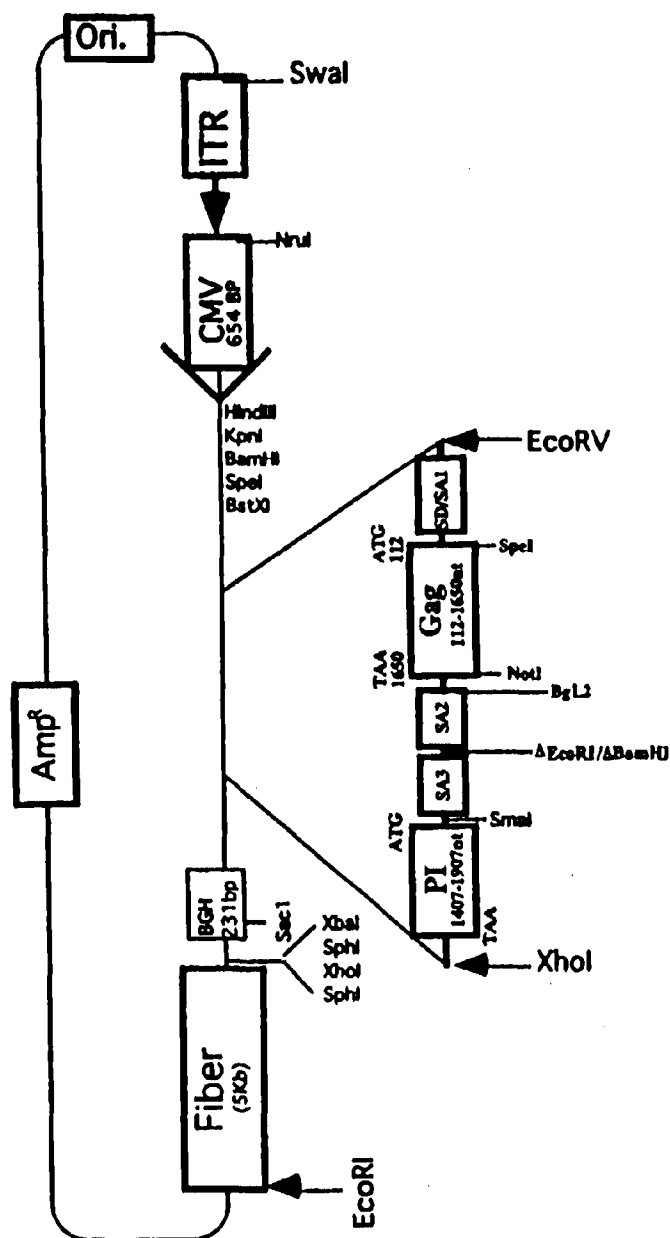 Ori.
SwaI
ITR
NruI
CMV
654 BP
HindIII
KpnI
BamHI
SpeI
BstXI
EcoRV
SD/SA1
ATG
112
SpeI
Gag
112-1650nt
TAA
1650
NotI
BgL2
SA2
ΔEcoRI/ΔBamHI
SA3
SmaI
ATG
PI
1407-1907nt
TAA
XhoI
Amp^R
BGH
231bp
Sac1
XbaI
SphI
XhoI
SphI
Fiber
(5Kb)
EcoRI